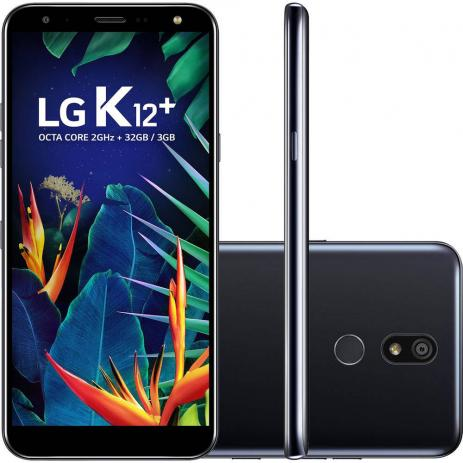 LG K12+
OCTA CORE 2GHz + 32GB / 3GB